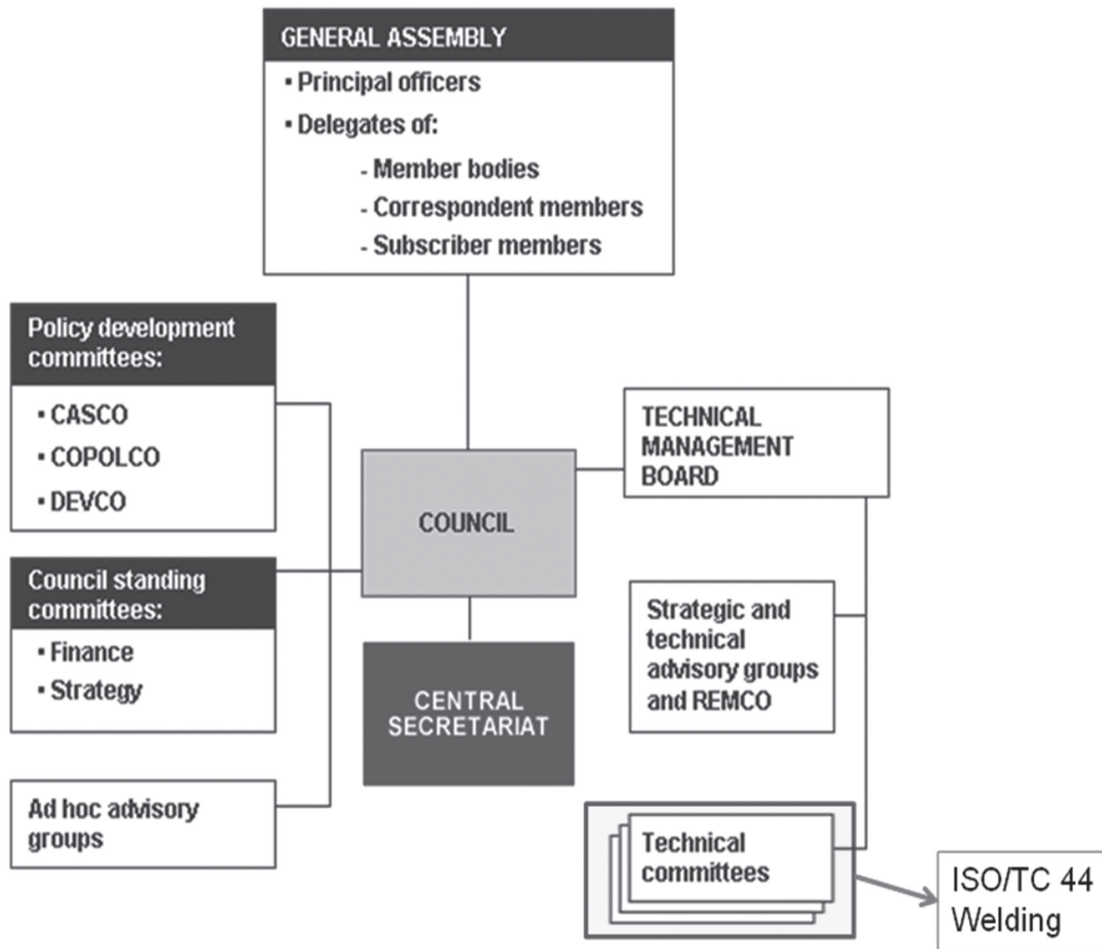 GENERAL ASSEMBLY
▪ Principal officers
▪ Delegates of:
- Member bodies
- Correspondent members
- Subscriber members
Policy development
committees:
▪ CASCO
▪ COPOLCO
▪ DEVCO
Council standing
committees:
▪ Finance
▪ Strategy
Ad hoc advisory
groups
COUNCIL
CENTRAL
SECRETARIAT
TECHNICAL
MANAGEMENT
BOARD
Strategic and
technical
advisory groups
and REMCO
Technical
committees
ISO/TC 44
Welding